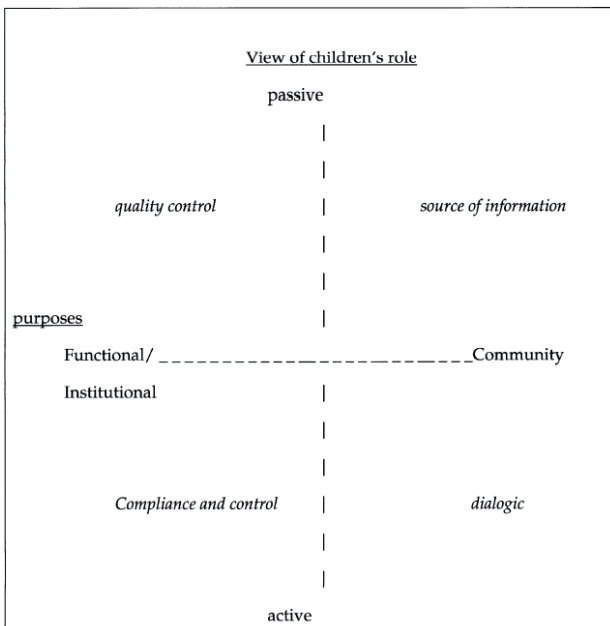 View of children's role
passive
quality control source of information
purposes
Functional/ Community
Institutional
Compliance and control dialogic
active